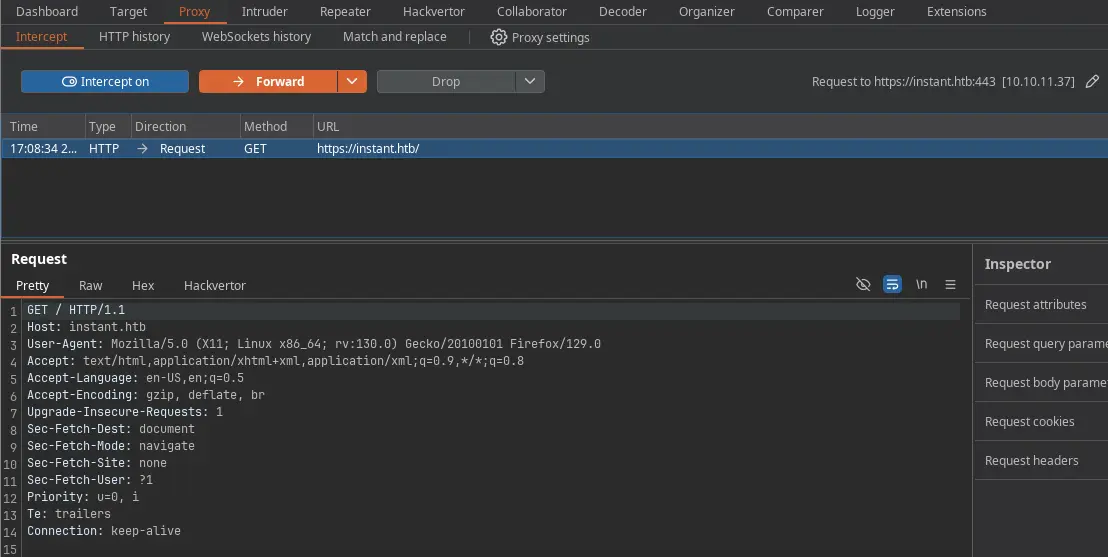 Dashboard Target Proxy Intruder Repeater Hackvertor Collaborator Decoder Organizer Comparer Logger Extensions
Intercept HTTP history WebSockets history Match and replace Proxy settings
Intercept on Forward Drop Request to https://instant.htb:443 [10.10.11.37]
Time Type Direction Method URL
17:08:34 2... HTTP → Request GET https://instant.htb/
Request
Pretty Raw Hex Hackvertor \n
1 GET / HTTP/1.1
2 Host: instant.htb
3 User-Agent: Mozilla/5.0 (X11; Linux x86_64; rv:130.0) Gecko/20100101 Firefox/129.0
4 Accept: text/html,application/xhtml+xml,application/xml;q=0.9,*/*;q=0.8
5 Accept-Language: en-US,en;q=0.5
6 Accept-Encoding: gzip, deflate, br
7 Upgrade-Insecure-Requests: 1
8 Sec-Fetch-Dest: document
9 Sec-Fetch-Mode: navigate
10 Sec-Fetch-Site: none
11 Sec-Fetch-User: ?1
12 Priority: u=0, i
13 Te: trailers
14 Connection: keep-alive
15
Inspector
Request attributes
Request query parame
Request body paramet
Request cookies
Request headers